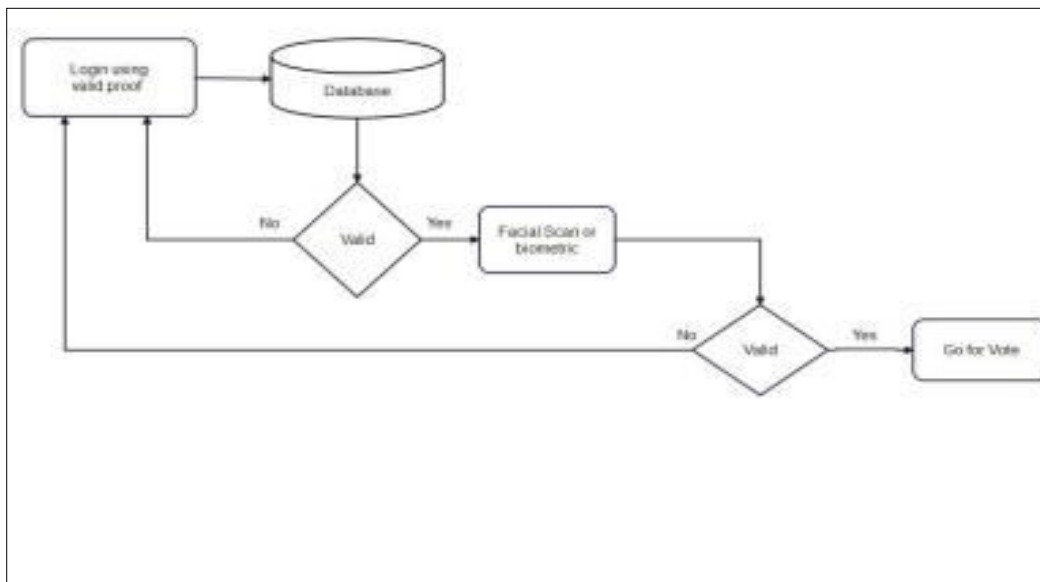 Login using
valid proof
Database
No
Valid
Yes
Facial Scan or
biometric
No
Valid
Yes
Go for Vote